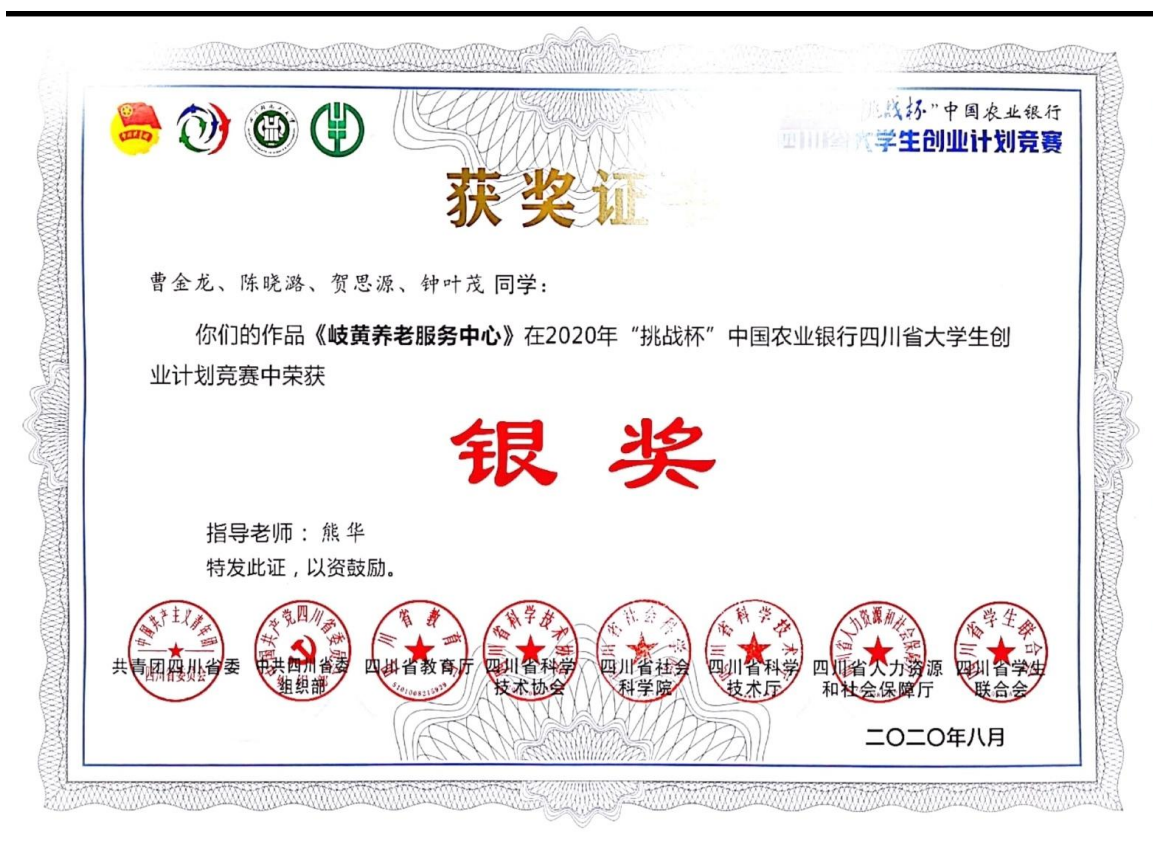 挑战杯”中国农业银行
四川省大学生创业计划竞赛
获奖证书
曹金龙、陈晓潞、贺思源、钟叶茂 同学：
你们的作品《岐黄养老服务中心》在2020年“挑战杯”中国农业银行四川省大学生创
业计划竞赛中荣获
银奖
指导老师：熊华
特发此证，以资鼓励。
共青团四川省委 中共四川省委 四川省教育厅 四川省科学 四川省社会 四川省科学 四川省人力资源 四川省学生
组织部 技术协会 科学院 技术厅 和社会保障厅 联合会
二〇二〇年八月